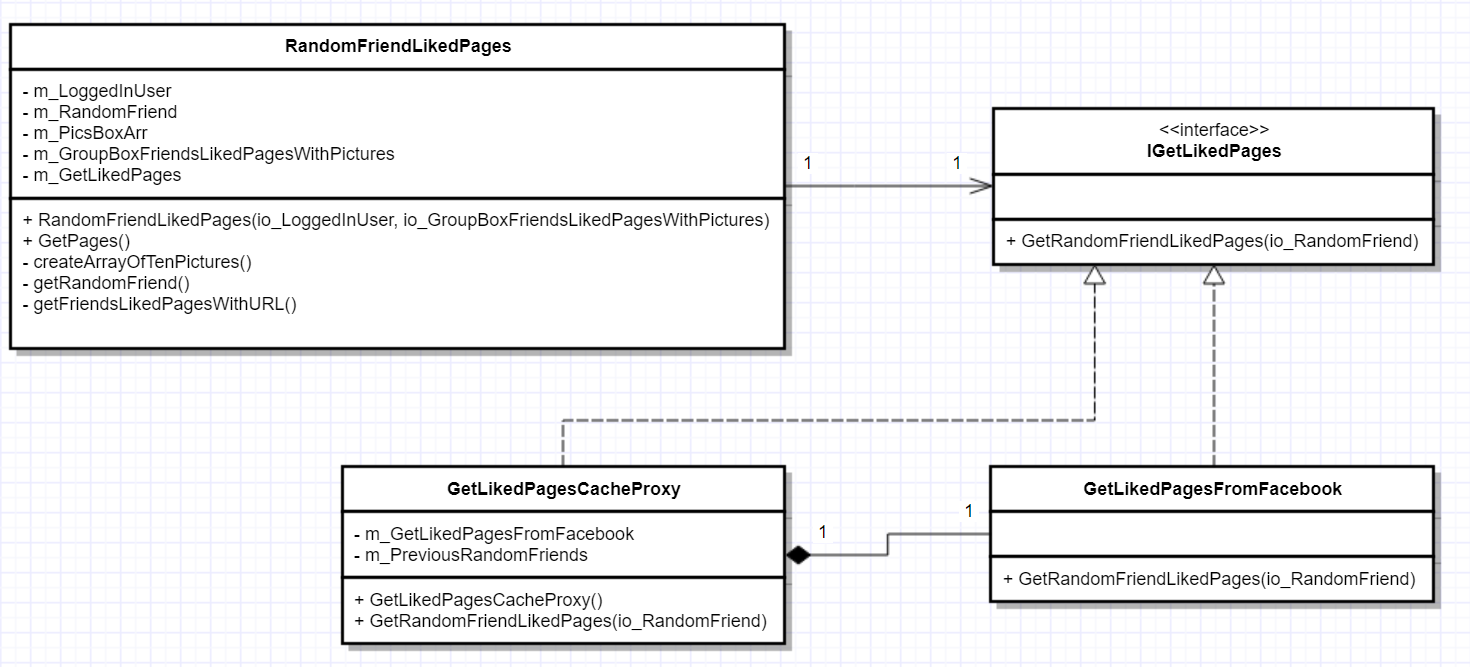 RandomFriendLikedPages
- m_LoggedInUser
- m_RandomFriend
- m_PicsBoxArr
- m_GroupBoxFriendsLikedPagesWithPictures
- m_GetLikedPages
+ RandomFriendLikedPages(io_LoggedInUser, io_GroupBoxFriendsLikedPagesWithPictures)
+ GetPages()
- createArrayOfTenPictures()
- getRandomFriend()
- getFriendsLikedPagesWithURL()
1
1
<<interface>>
IGetLikedPages
+ GetRandomFriendLikedPages(io_RandomFriend)
GetLikedPagesCacheProxy
- m_GetLikedPagesFromFacebook
- m_PreviousRandomFriends
+ GetLikedPagesCacheProxy()
+ GetRandomFriendLikedPages(io_RandomFriend)
1
1
GetLikedPagesFromFacebook
+ GetRandomFriendLikedPages(io_RandomFriend)